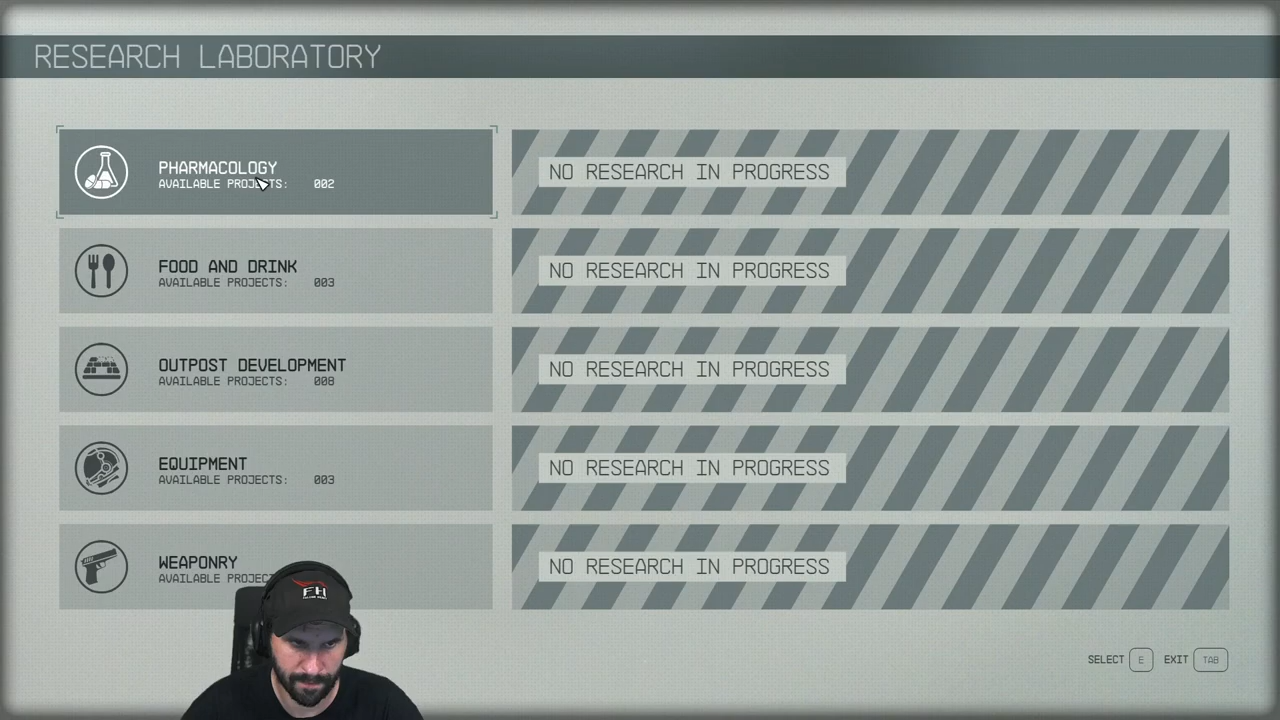 RESEARCH LABORATORY
PHARMACOLOGY
AVAILABLE PROJECTS: 002
NO RESEARCH IN PROGRESS
FOOD AND DRINK
AVAILABLE PROJECTS: 003
NO RESEARCH IN PROGRESS
OUTPOST DEVELOPMENT
AVAILABLE PROJECTS: 008
NO RESEARCH IN PROGRESS
EQUIPMENT
AVAILABLE PROJECTS: 003
NO RESEARCH IN PROGRESS
WEAPONRY
AVAILABLE
NO RESEARCH IN PROGRESS
FH
SELECT E EXIT TAB